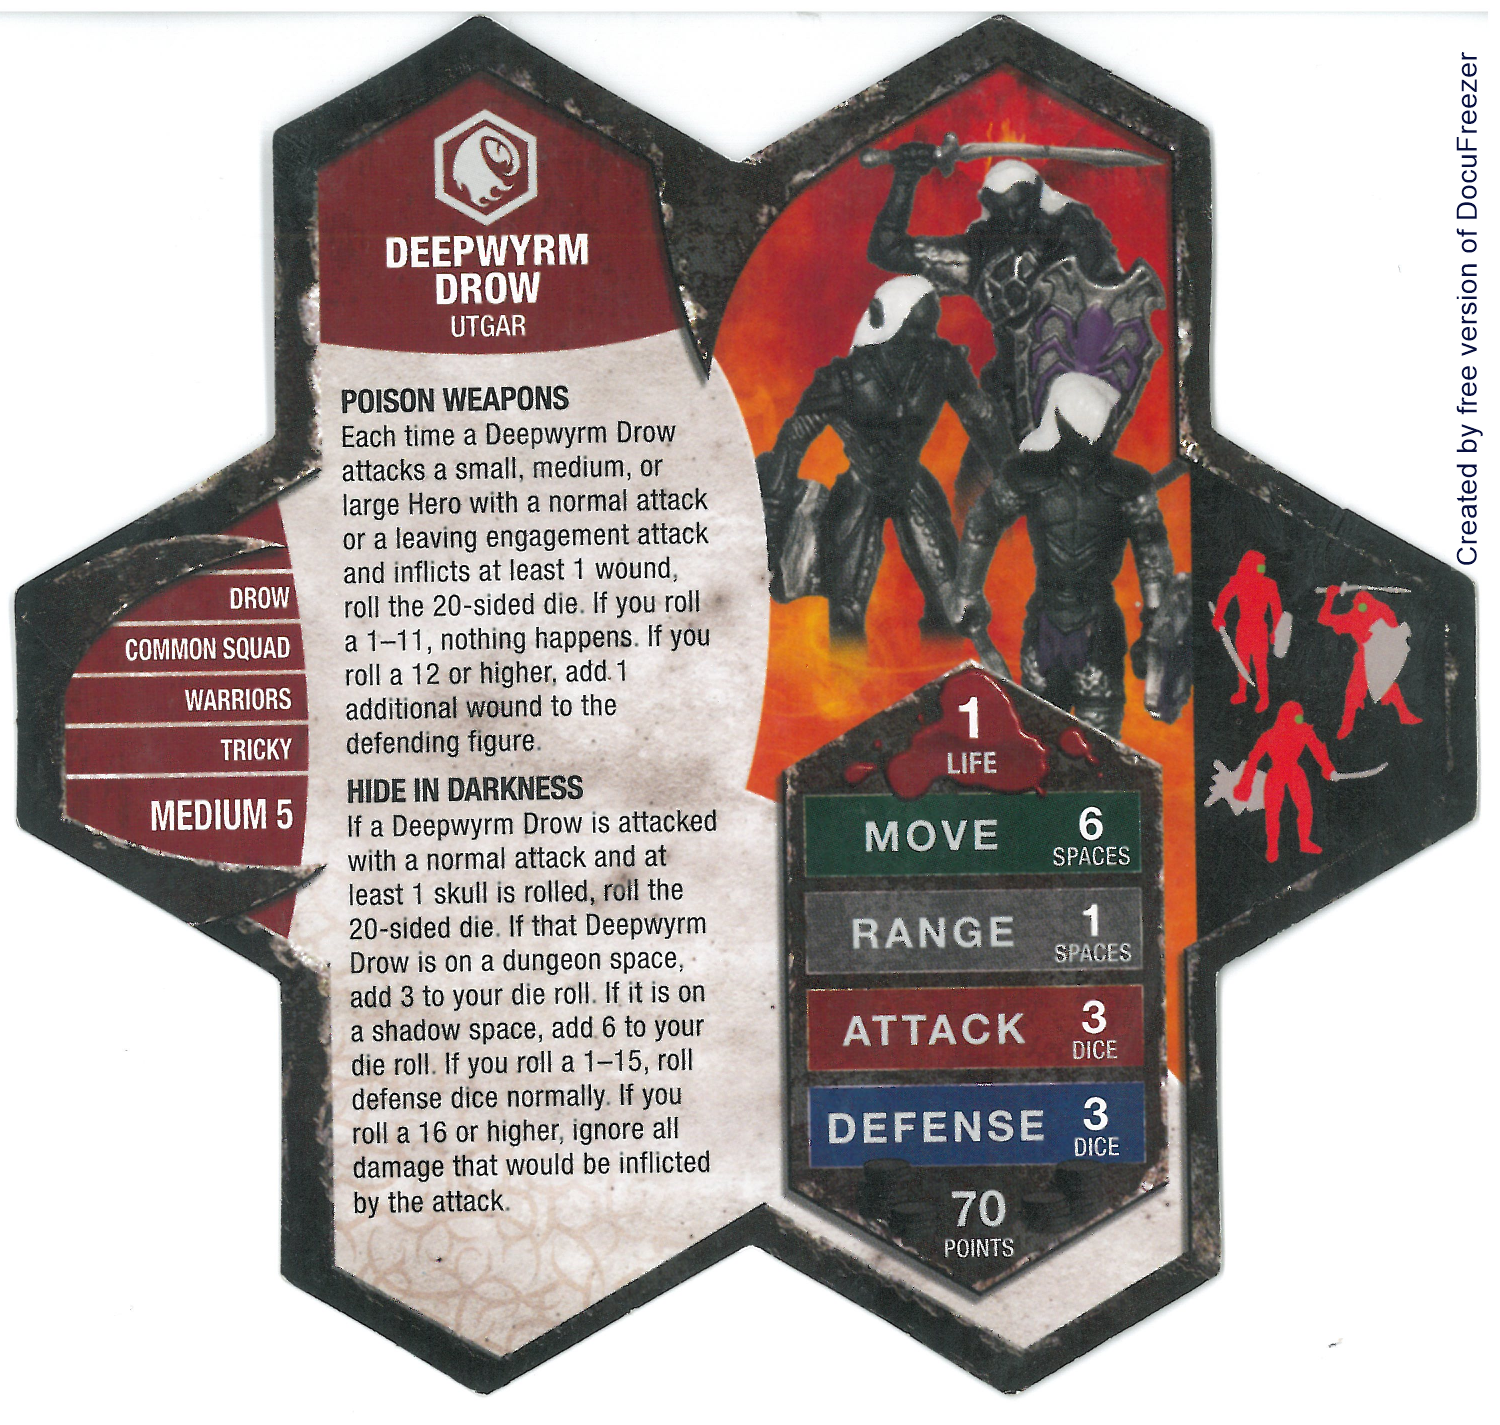 DEEPWYRM
DROW
UTGAR
POISON WEAPONS
Each time a Deepwyrm Drow
attacks a small, medium, or
large Hero with a normal attack
or a leaving engagement attack
and inflicts at least 1 wound,
roll the 20-sided die. If you roll
a 1–11, nothing happens. If you
roll a 12 or higher, add 1
additional wound to the
defending figure.
HIDE IN DARKNESS
If a Deepwyrm Drow is attacked
with a normal attack and at
least 1 skull is rolled, roll the
20-sided die. If that Deepwyrm
Drow is on a dungeon space,
add 3 to your die roll. If it is on
a shadow space, add 6 to your
die roll. If you roll a 1–15, roll
defense dice normally. If you
roll a 16 or higher, ignore all
damage that would be inflicted
by the attack.
DROW
COMMON SQUAD
WARRIORS
TRICKY
MEDIUM 5
1
LIFE
MOVE 6
SPACES
RANGE 1
SPACES
ATTACK 3
DICE
DEFENSE 3
DICE
70
POINTS
Created by free version of DocuFreezer